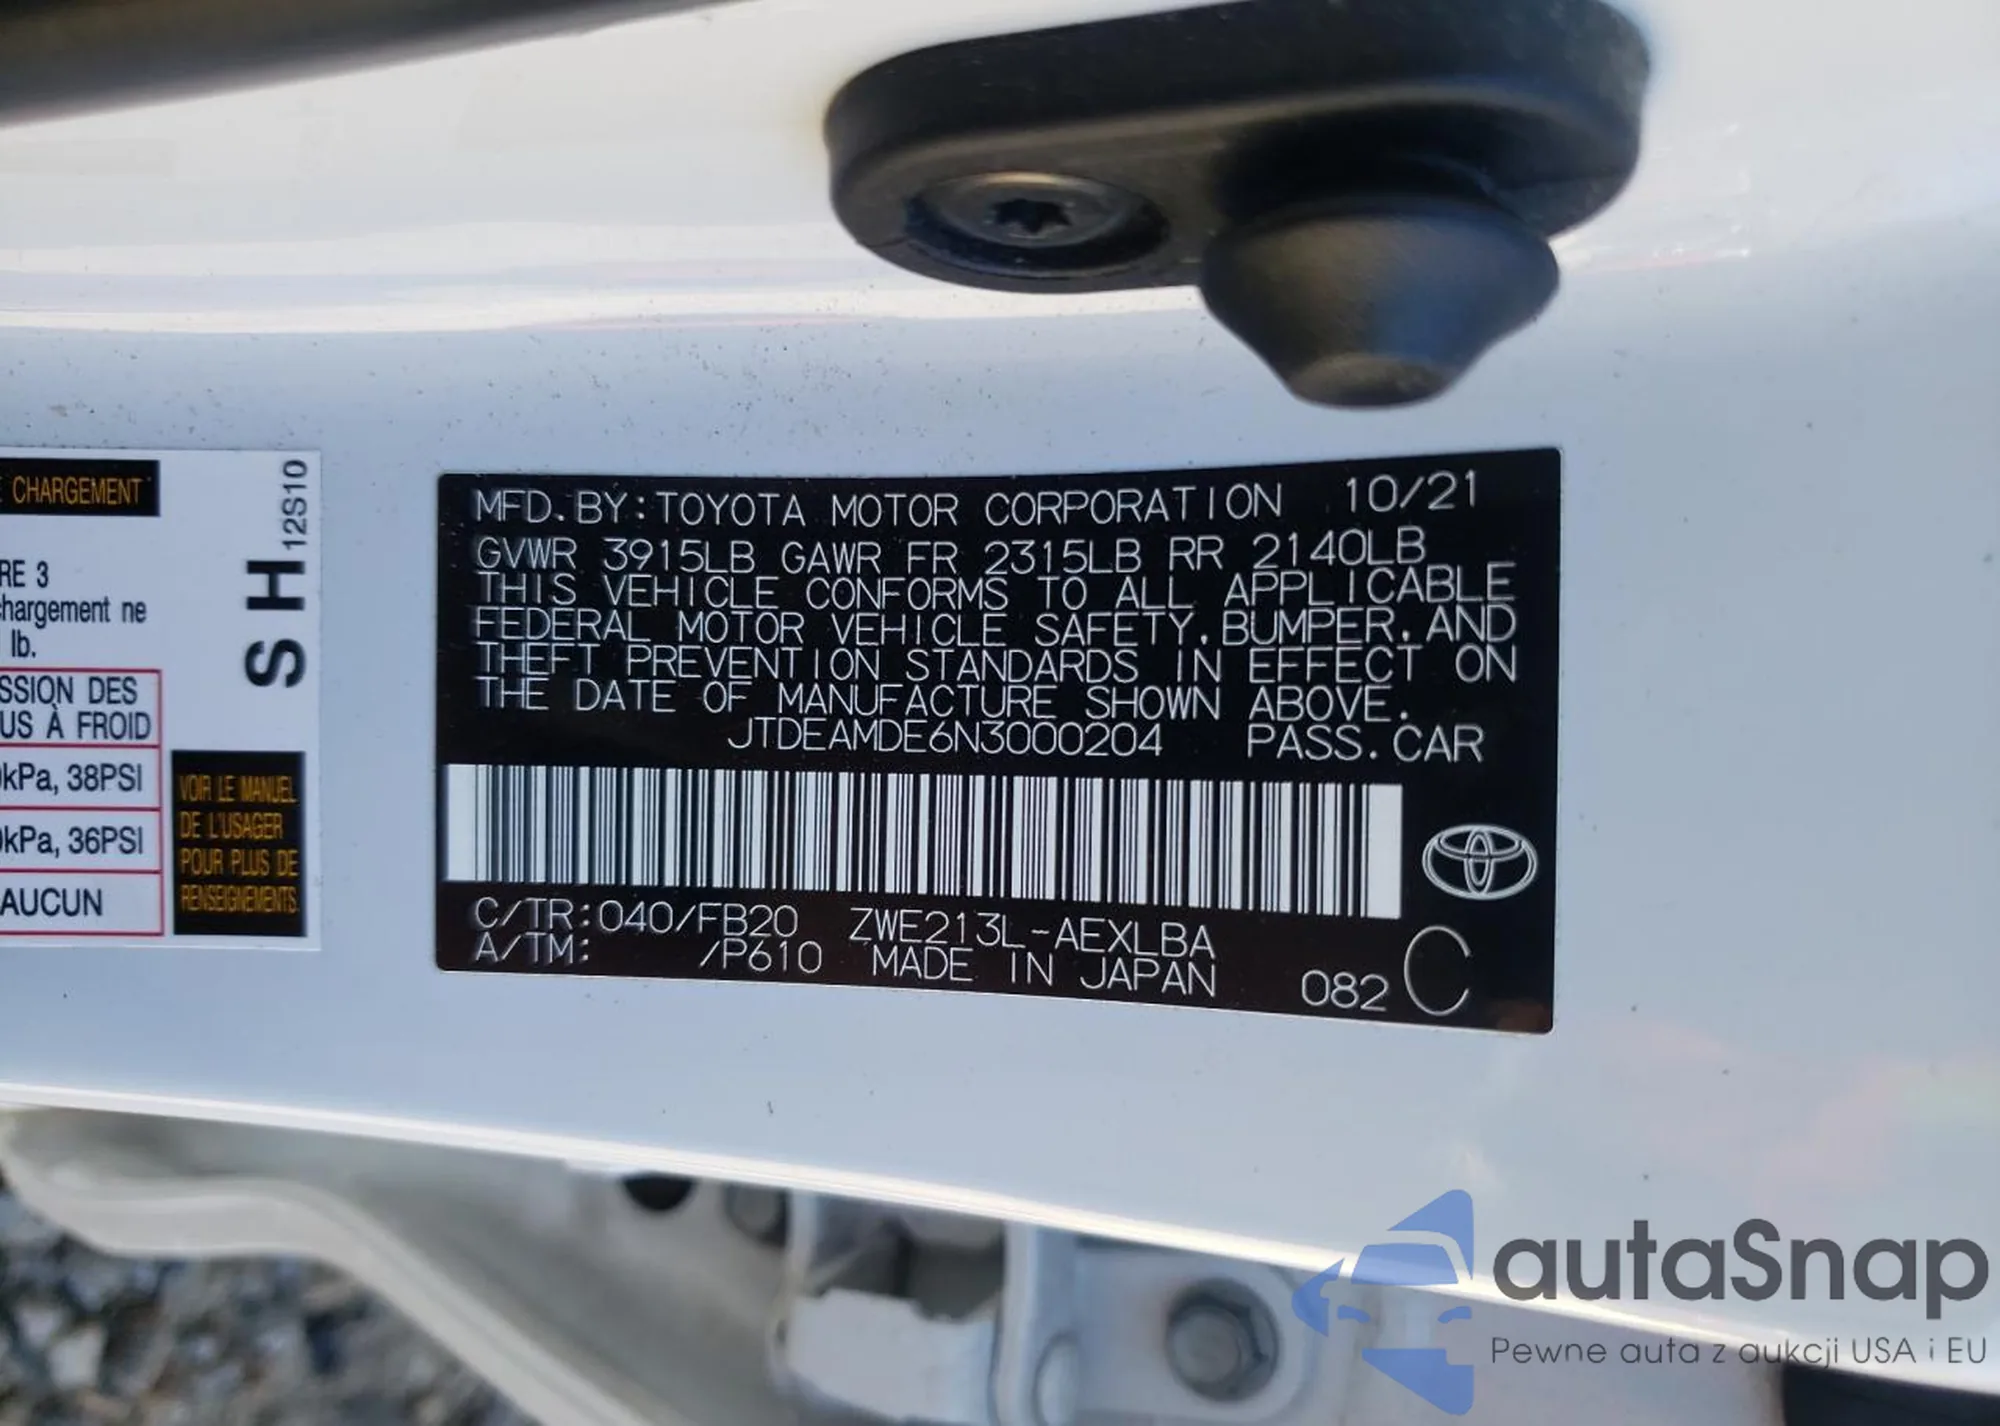 CHARGEMENT
RE 3
chargement ne
lb.
SSION DES
US À FROID
kPa, 38PSI
kPa, 36PSI
AUCUN
S H
12S10
VOIR LE MANUEL
DE L'USAGER
POUR PLUS DE
RENSEIGNEMENTS.
MFD. BY: TOYOTA MOTOR CORPORATION 10/21
GVWR 3915LB GAWR FR 2315LB RR 2140LB
THIS VEHICLE CONFORMS TO ALL APPLICABLE
FEDERAL MOTOR VEHICLE SAFETY, BUMPER, AND
THEFT PREVENTION STANDARDS IN EFFECT ON
THE DATE OF MANUFACTURE SHOWN ABOVE.
JTDEAMDE6N3000204 PASS. CAR
C/TR: 040/FB20 ZWE213L-AEXLBA
A/TM: /P610 MADE IN JAPAN 082 C
autaSnap
Pewne auta z aukcji USA i EU